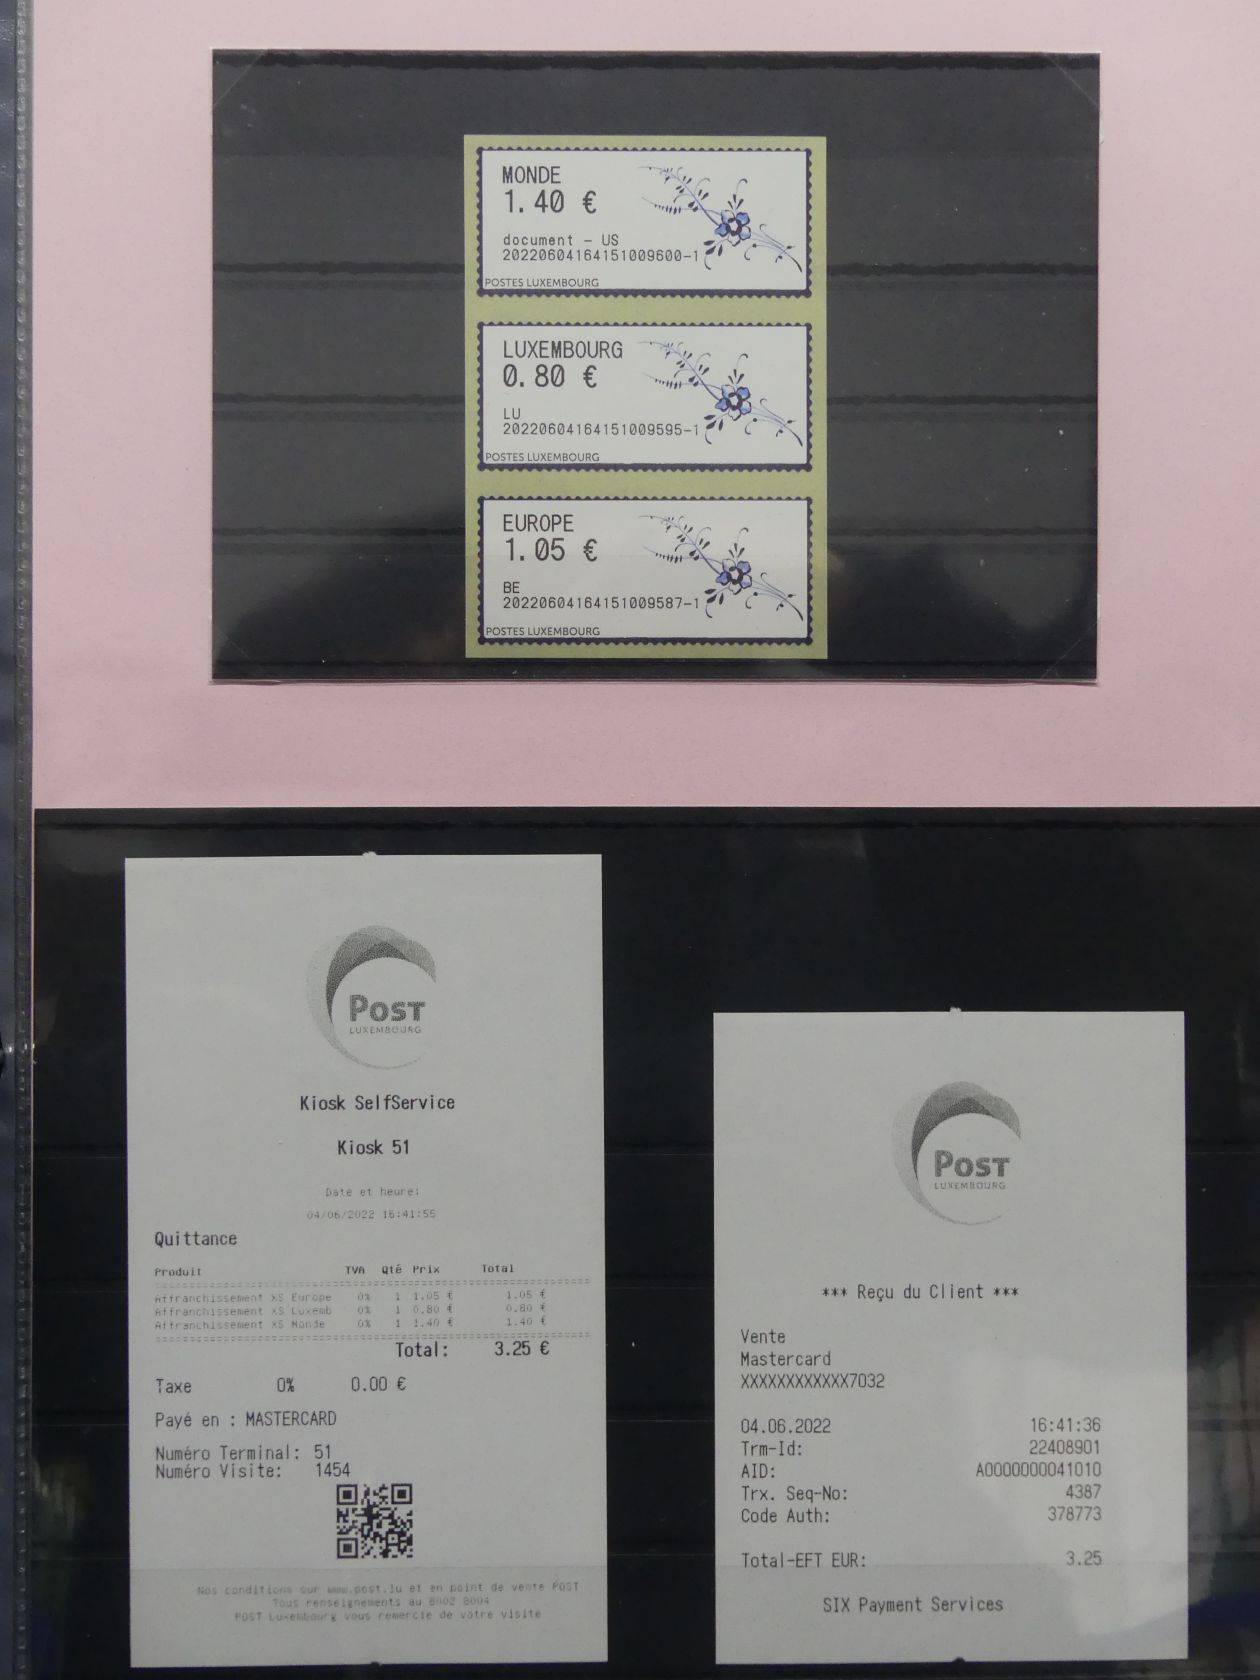 MONDE
1.40 €
document - US
20220604164151009600-1
POSTES LUXEMBOURG
LUXEMBOURG
0.80 €
LU
20220604164151009595-1
POSTES LUXEMBOURG
EUROPE
1.05 €
BE
20220604164151009587-1
POSTES LUXEMBOURG
POST
LUXEMBOURG
Kiosk SelfService
Kiosk 51
Date et heure:
04/06/2022 16:41:55
Quittance
Produit TVA Qté Prix Total
Affranchissement XS Europe 0% 1 1.05 € 1.05 €
Affranchissement XS Luxemb 0% 1 0.80 € 0.80 €
Affranchissement XS Monde 0% 1 1.40 € 1.40 €
Total: 3.25 €
Taxe 0% 0.00 €
Payé en : MASTERCARD
Numéro Terminal: 51
Numéro Visite: 1454
Nos conditions sur www.post.lu et en point de vente POST
Tous renseignements au 8002 8004
POST Luxembourg vous remercie de votre visite
POST
LUXEMBOURG
*** Reçu du Client ***
Vente
Mastercard
XXXXXXXXXXXX7032
04.06.2022 16:41:36
Trm-Id: 22408901
AID: A0000000041010
Trx. Seq-No: 4387
Code Auth: 378773
Total-EFT EUR: 3.25
SIX Payment Services